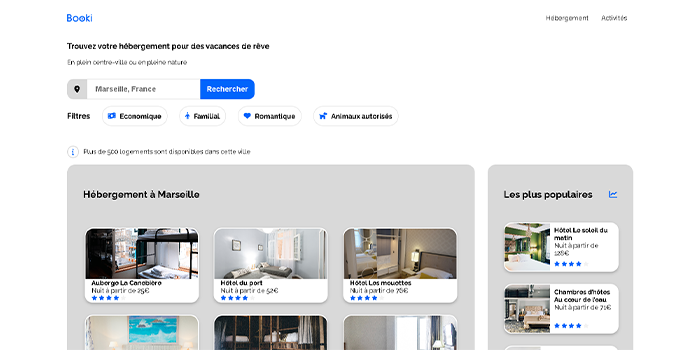 Booki
Hébergement Activités
Trouvez votre hébergement pour des vacances de rêve
En plein centre-ville ou en pleine nature
Marseille, France Rechercher
Filtres Economique Familial Romantique Animaux autorisés
Plus de 500 logements sont disponibles dans cette ville
Hébergement à Marseille
Auberge La Canebière
Nuit à partir de 25€
Hôtel du port
Nuit à partir de 52€
Hôtel Les mouettes
Nuit à partir de 76€
Les plus populaires
Hôtel Le soleil du
matin
Nuit à partir de
128€
Chambres d'hôtes
Au cœur de l'eau
Nuit à partir de 71€